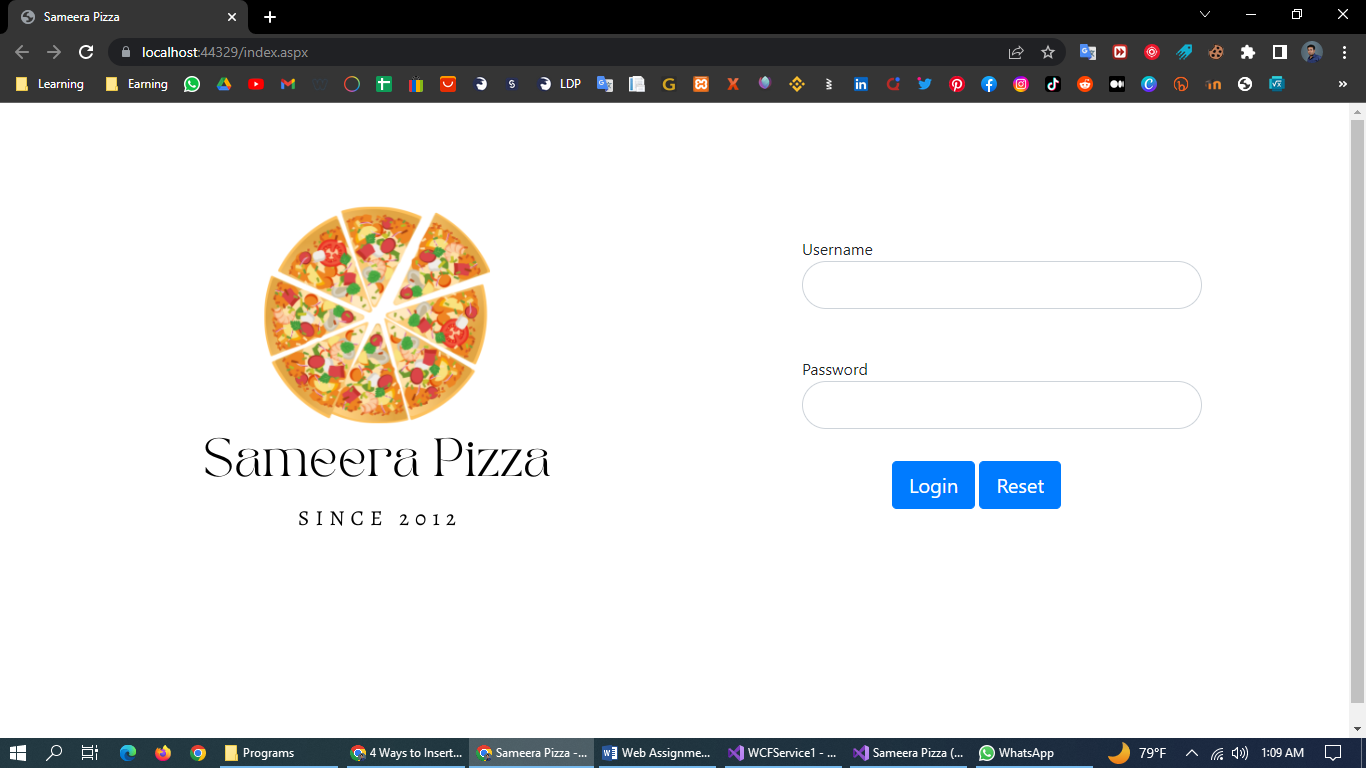 Sameera Pizza
localhost:44329/index.aspx
Learning
Earning
LDP
Username
Password
Sameera Pizza
SINCE 2012
Login
Reset
Programs
4 Ways to Insert...
Sameera Pizza -...
Web Assignme...
WCFService1 - ...
Sameera Pizza (...
WhatsApp
79°F
1:09 AM